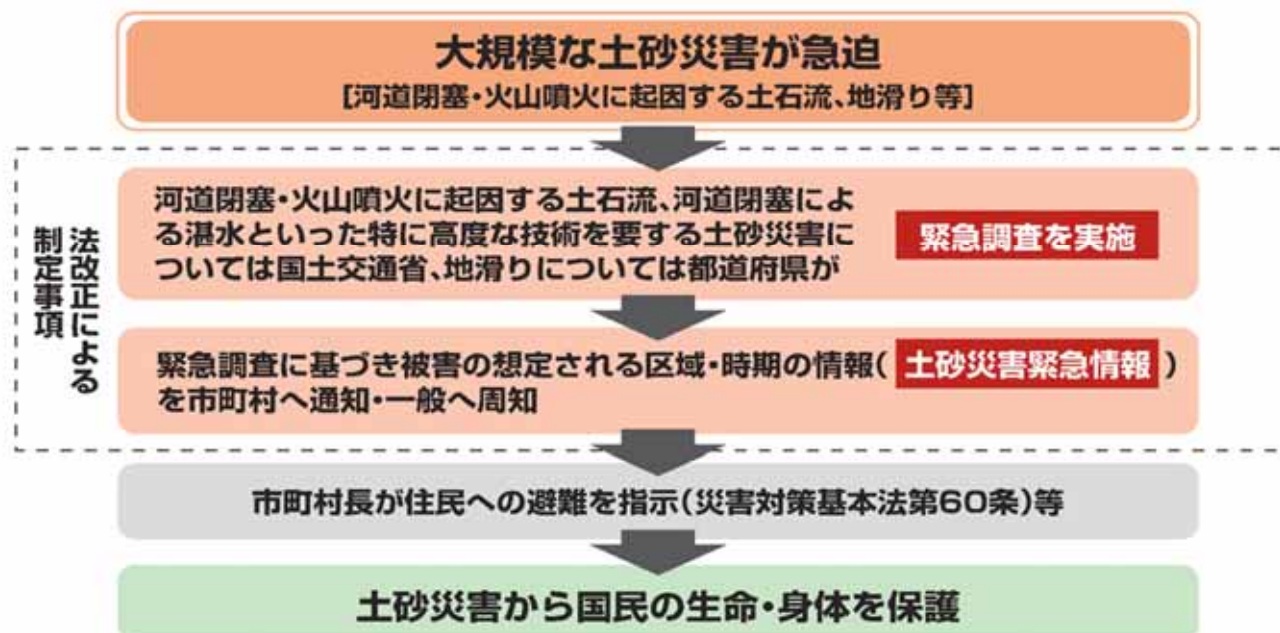 大規模な土砂災害が急迫
[河道閉塞・火山噴火に起因する土石流、地滑り等]
法改正による
制定事項
河道閉塞・火山噴火に起因する土石流、河道閉塞によ
る湛水といった特に高度な技術を要する土砂災害に
ついては国土交通省、地滑りについては都道府県が
緊急調査を実施
緊急調査に基づき被害の想定される区域・時期の情報(土砂災害緊急情報)
を市町村へ通知・一般へ周知
市町村長が住民への避難を指示(災害対策基本法第60条)等
土砂災害から国民の生命・身体を保護